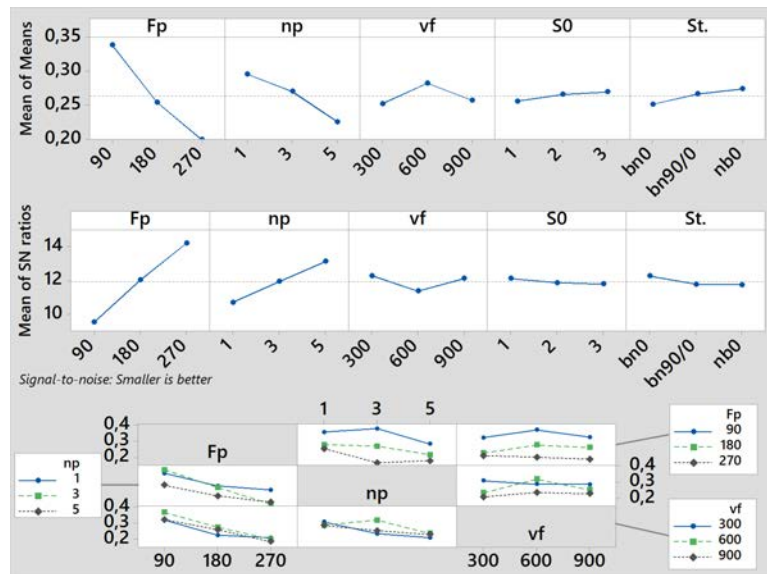 Fp np vf S0 St.
Mean of Means
0,35
0,30
0,25
0,20
90 180 270 1 3 5 300 600 900 1 2 3 bn0 bn90/0 nb0
Fp np vf S0 St.
Mean of SN ratios
14
12
10
90 180 270 1 3 5 300 600 900 1 2 3 bn0 bn90/0 nb0
Signal-to-noise: Smaller is better
1 3 5
0,4
0,3
0,2
Fp
Fp
90
180
270
np
1
3
5
np
0,4
0,3
0,2
0,4
0,3
0,2
vf
vf
300
600
900
90 180 270 300 600 900